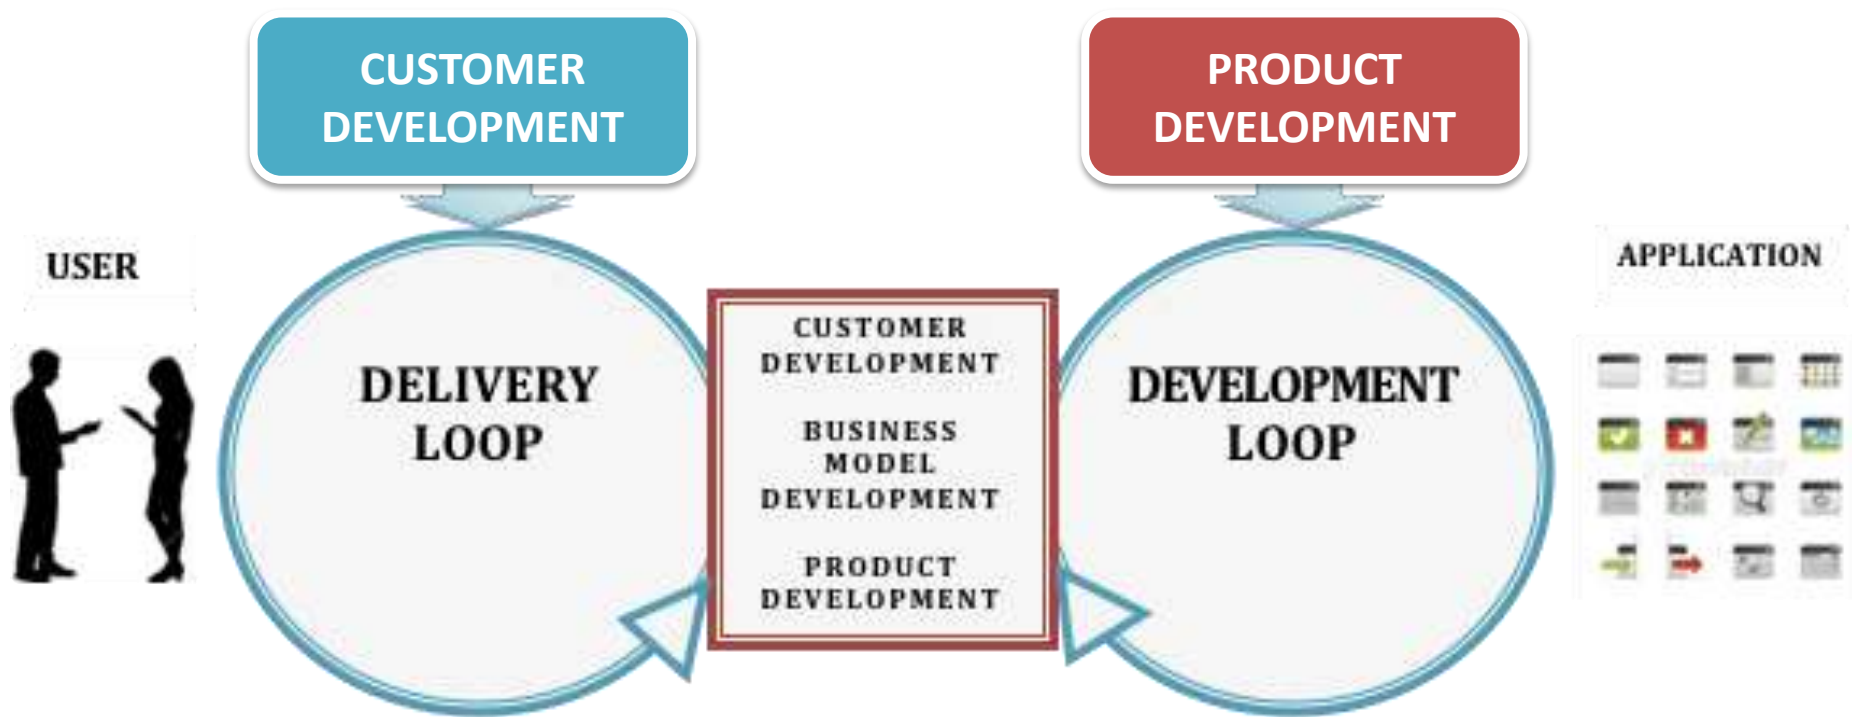 CUSTOMER
DEVELOPMENT
PRODUCT
DEVELOPMENT
USER
DELIVERY
LOOP
CUSTOMER
DEVELOPMENT
BUSINESS
MODEL
DEVELOPMENT
PRODUCT
DEVELOPMENT
DEVELOPMENT
LOOP
APPLICATION